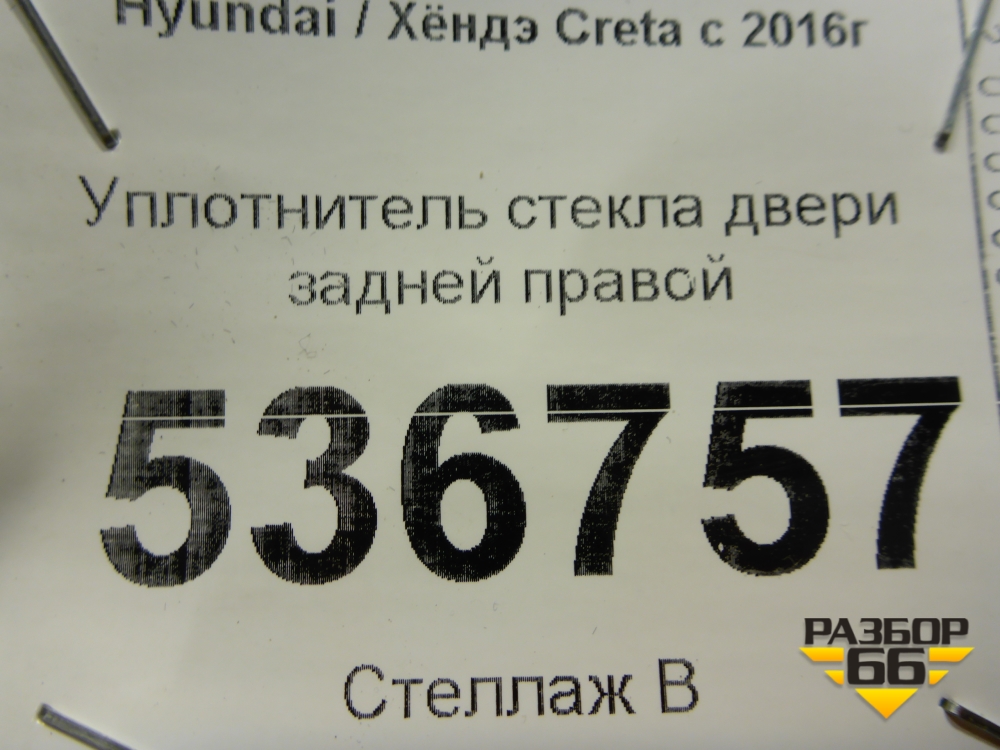 Hyundai / Хёндэ Creta с 2016г
Уплотнитель стекла двери
задней правой
536757
Стеллаж В
РАЗБОР
66